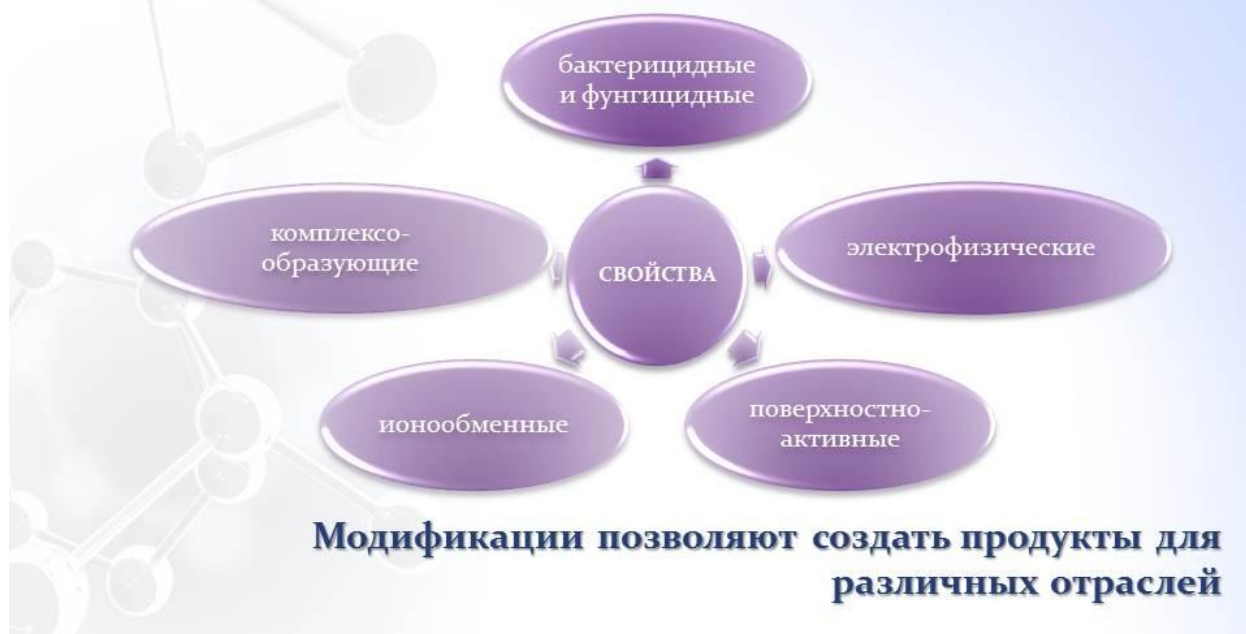 бактерицидные
и фунгицидные
комплексо-
образующие
СВОЙСТВА
электрофизические
ионообменные
поверхностно-
активные
Модификации позволяют создать продукты для
различных отраслей